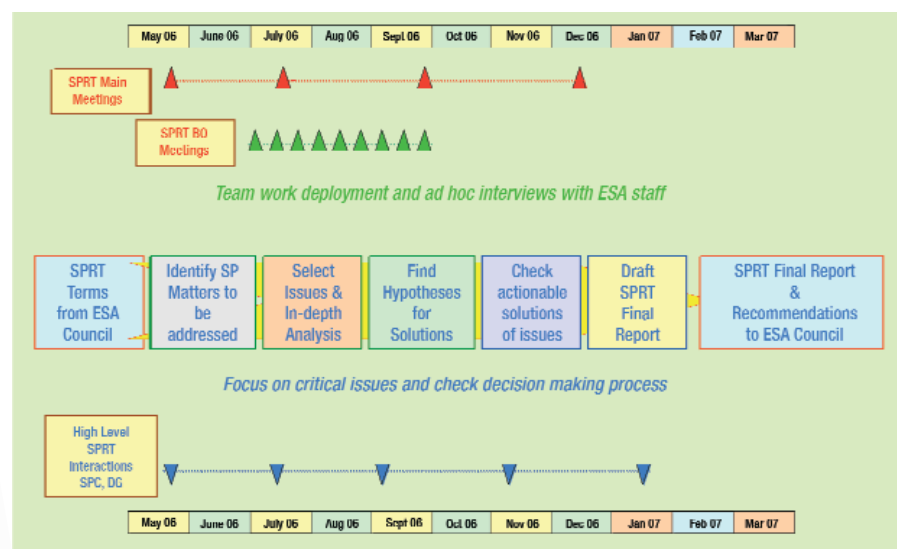 May 06 June 06 July 06 Aug 06 Septl 06 Oct 06 Nov 06 Dec 06 Jan 07 Feb 07 Mar 07
SPRT Main
Meetings
SPRT BO
Meetings
Team work deployment and ad hoc interviews with ESA staff
SPRT
Terms
from ESA
Council
Identify SP
Matters to
be
addressed
Select
Issues &
In-depth
Analysis
Find
Hypotheses
for
Solutions
Check
actionable
solutions
of issues
Draft
SPRT
Final
Report
SPRT Final Report
&
Recommendations
to ESA Council
Focus on critical issues and check decision making process
High Level
SPRT
Interactions
SPC, DG
May 06 June 06 July 06 Aug 06 Sept 06 Oct 06 Nov 06 Dec 06 Jan 07 Feb 07 Mar 07